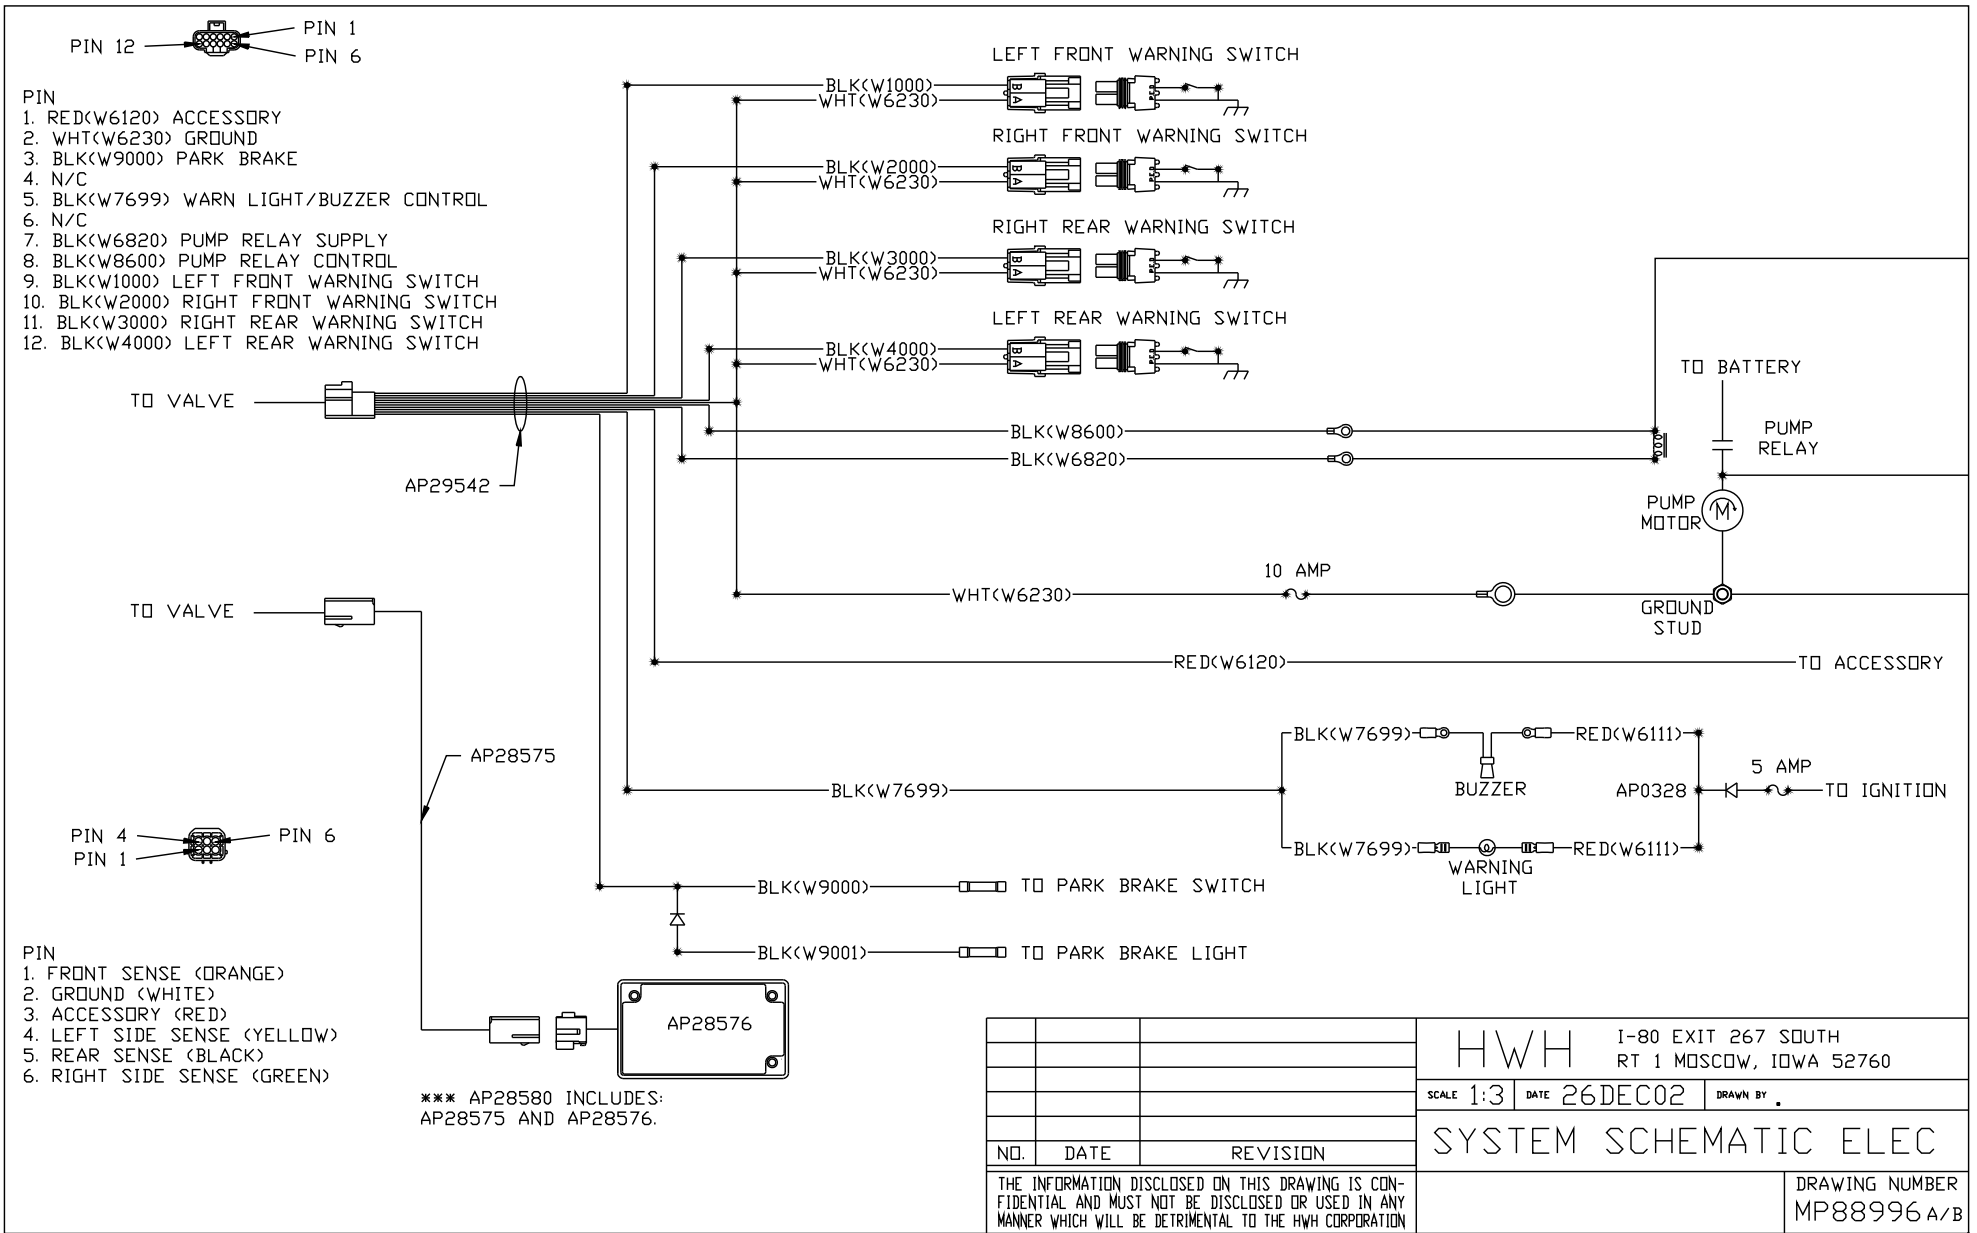 PIN 1
PIN 12
PIN 6
PIN
1. RED(W6120) ACCESSORY
2. WHT(W6230) GROUND
3. BLK(W9000) PARK BRAKE
4. N/C
5. BLK(W7699) WARN LIGHT/BUZZER CONTROL
6. N/C
7. BLK(W6820) PUMP RELAY SUPPLY
8. BLK(W8600) PUMP RELAY CONTROL
9. BLK(W1000) LEFT FRONT WARNING SWITCH
10. BLK(W2000) RIGHT FRONT WARNING SWITCH
11. BLK(W3000) RIGHT REAR WARNING SWITCH
12. BLK(W4000) LEFT REAR WARNING SWITCH
LEFT FRONT WARNING SWITCH
BLK(W1000)
WHT(W6230)
B
A
RIGHT FRONT WARNING SWITCH
BLK(W2000)
WHT(W6230)
B
A
RIGHT REAR WARNING SWITCH
BLK(W3000)
WHT(W6230)
B
A
LEFT REAR WARNING SWITCH
BLK(W4000)
WHT(W6230)
B
A
TO VALVE
AP29542
BLK(W8600)
BLK(W6820)
TO BATTERY
PUMP
RELAY
PUMP
MOTOR
M
10 AMP
WHT(W6230)
GROUND
STUD
RED(W6120)
TO ACCESSORY
TO VALVE
AP28575
BLK(W7699)
BLK(W7699)
RED(W6111)
BUZZER
AP0328
5 AMP
TO IGNITION
BLK(W7699)
RED(W6111)
WARNING
LIGHT
PIN 4
PIN 6
PIN 1
BLK(W9000)
TO PARK BRAKE SWITCH
BLK(W9001)
TO PARK BRAKE LIGHT
PIN
1. FRONT SENSE (ORANGE)
2. GROUND (WHITE)
3. ACCESSORY (RED)
4. LEFT SIDE SENSE (YELLOW)
5. REAR SENSE (BLACK)
6. RIGHT SIDE SENSE (GREEN)
AP28576
*** AP28580 INCLUDES:
AP28575 AND AP28576.
NO. DATE REVISION
THE INFORMATION DISCLOSED ON THIS DRAWING IS CON-
FIDENTIAL AND MUST NOT BE DISCLOSED OR USED IN ANY
MANNER WHICH WILL BE DETRIMENTAL TO THE HWH CORPORATION
HWH
I-80 EXIT 267 SOUTH
RT 1 MOSCOW, IOWA 52760
SCALE 1:3 DATE 26DEC02 DRAWN BY .
SYSTEM SCHEMATIC ELEC
DRAWING NUMBER
MP88996 A/B